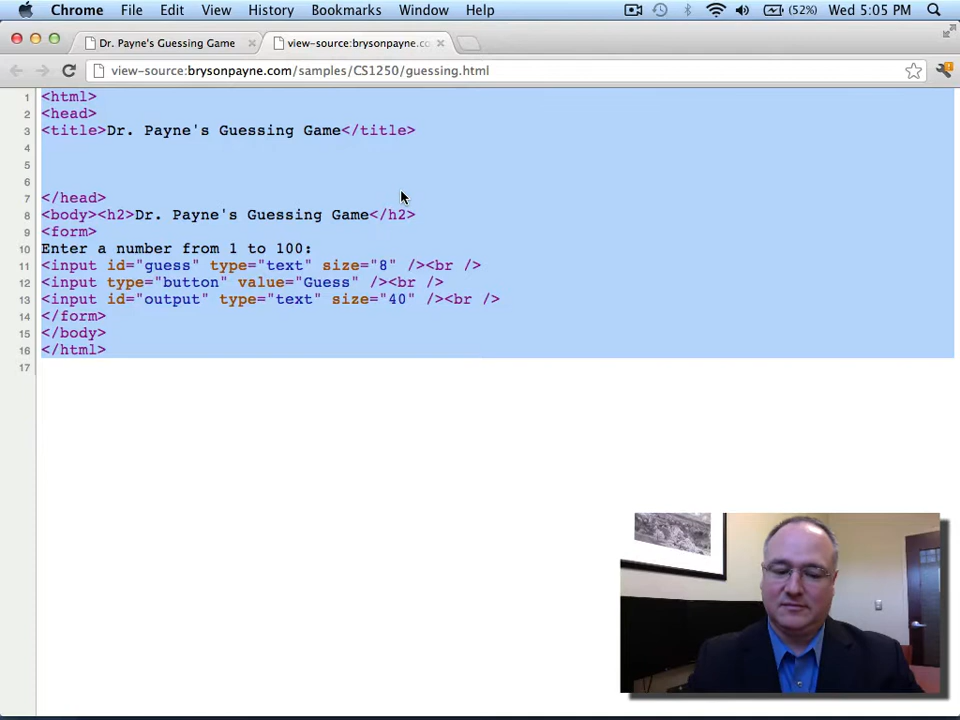 Chrome File Edit View History Bookmarks Window Help (52%) Wed 5:05 PM
Dr. Payne's Guessing Game × view-source:brysonpayne.co ×
view-source:brysonpayne.com/samples/CS1250/guessing.html
1 <html>
2 <head>
3 <title>Dr. Payne's Guessing Game</title>
4
5
6
7 </head>
8 <body><h2>Dr. Payne's Guessing Game</h2>
9 <form>
10 Enter a number from 1 to 100:
11 <input id="guess" type="text" size="8" /><br />
12 <input type="button" value="Guess" /><br />
13 <input id="output" type="text" size="40" /><br />
14 </form>
15 </body>
16 </html>
17